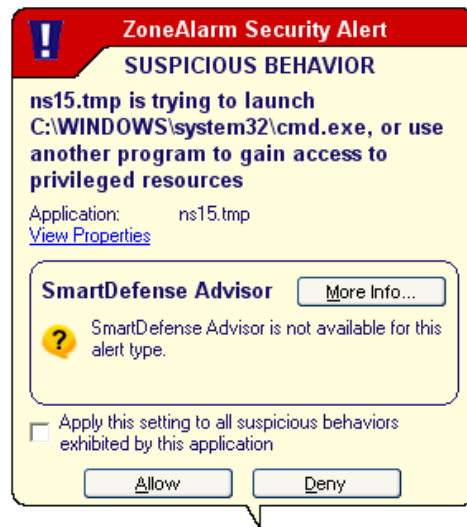 ZoneAlarm Security Alert
SUSPICIOUS BEHAVIOR
ns15.tmp is trying to launch
C:\WINDOWS\system32\cmd.exe, or use
another program to gain access to
privileged resources
Application: ns15.tmp
View Properties
SmartDefense Advisor More Info...
SmartDefense Advisor is not available for this
alert type.
Apply this setting to all suspicious behaviors
exhibited by this application
Allow Deny